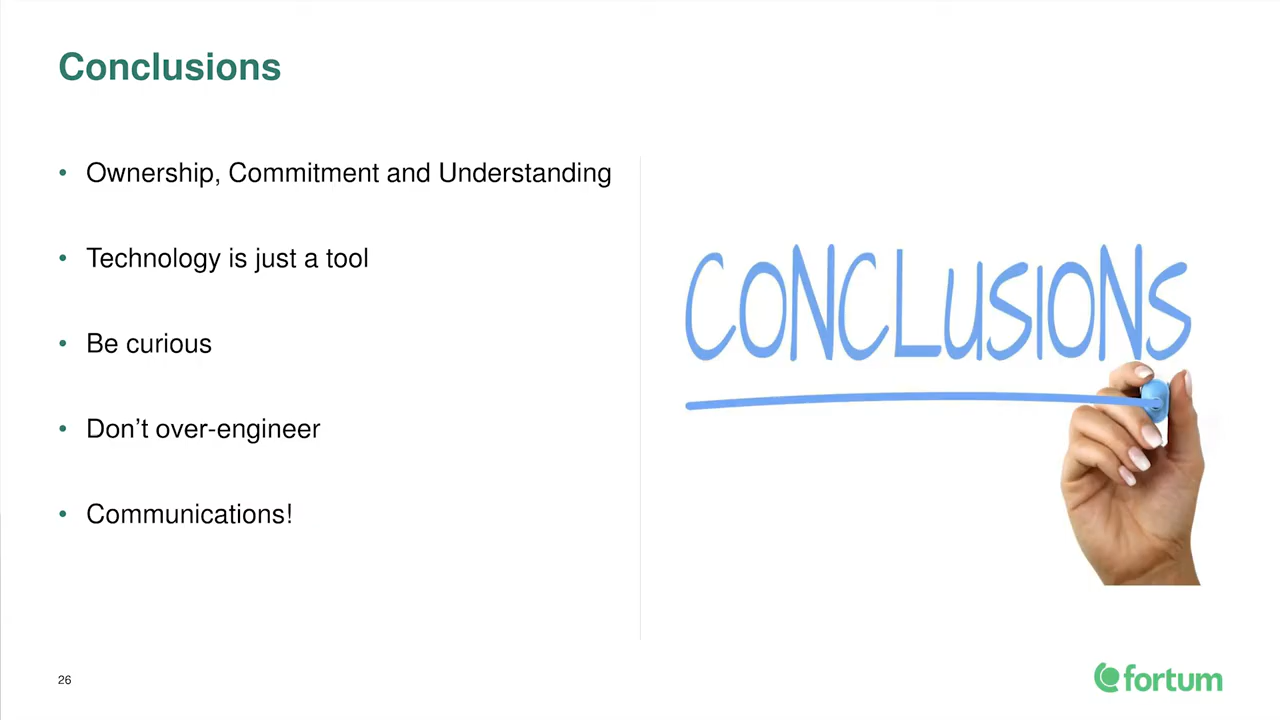 Conclusions
• Ownership, Commitment and Understanding
• Technology is just a tool
• Be curious
• Don’t over-engineer
• Communications!
CONCLUSIONS
26
fortum